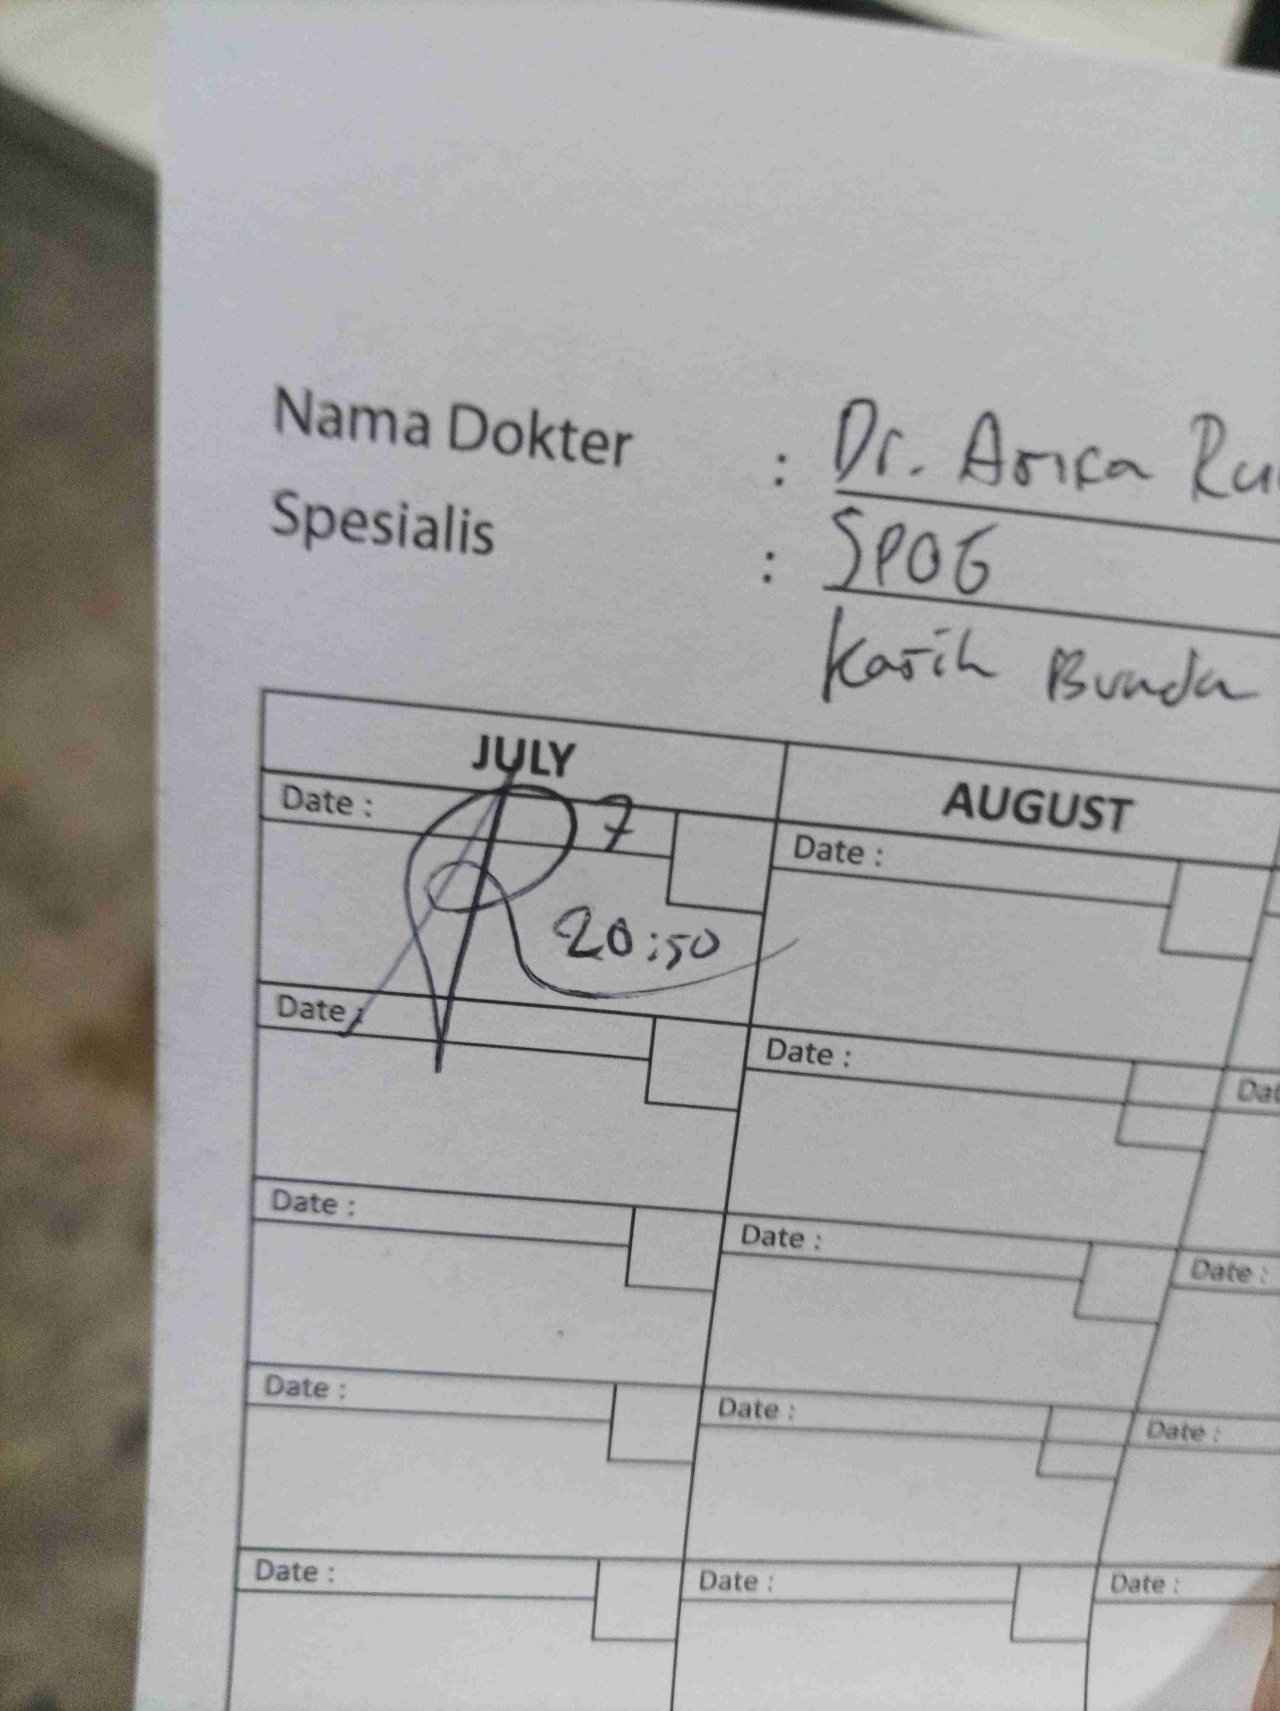 Nama Dokter : Dr. Arika
Spesialis : SPOG
Kasih Bunda
JULY AUGUST
Date : 7 Date :
20:50
Date : Date : Dat
Date : Date : Date :
Date : Date : Date :
Date : Date : Date :